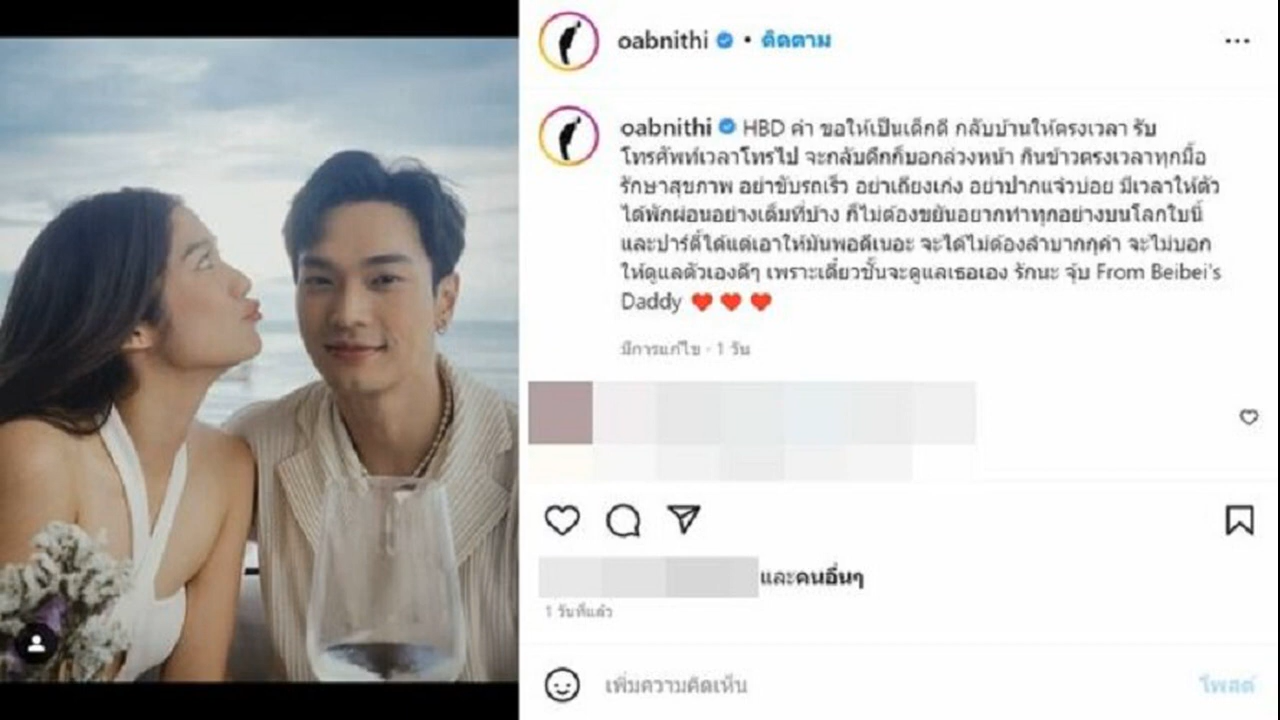 oabnithi • ติดตาม
oabnithi HBD ค่า ขอให้เป็นเด็กดี กลับบ้านให้ตรงเวลา รับ
โทรศัพท์เวลาโทรไป จะกลับดึกก็บอกล่วงหน้า กินข้าวตรงเวลาทุกมื้อ
รักษาสุขภาพ อย่าขับรถเร็ว อย่าเถียงเก่ง อย่าปากแจ๋วบ่อย มีเวลาให้ตัว
ได้พักผ่อนอย่างเต็มที่บ้าง ก็ไม่ต้องขยันอยากทำทุกอย่างบนโลกใบนี้
และปาร์ตี้ได้แต่เอาให้มันพอดีเนอะ จะได้ไม่ต้องลำบากกุค่า จะไม่บอก
ให้ดูแลตัวเองดีๆ เพราะเดี๋ยวชั้นจะดูแลเธอเอง รักนะ จุ้บ From Beibei's
Daddy ❤️❤️❤️
มีการแก้ไข · 1 วัน
และคนอื่นๆ
1 วันที่แล้ว
เพิ่มความคิดเห็น
โพสต์